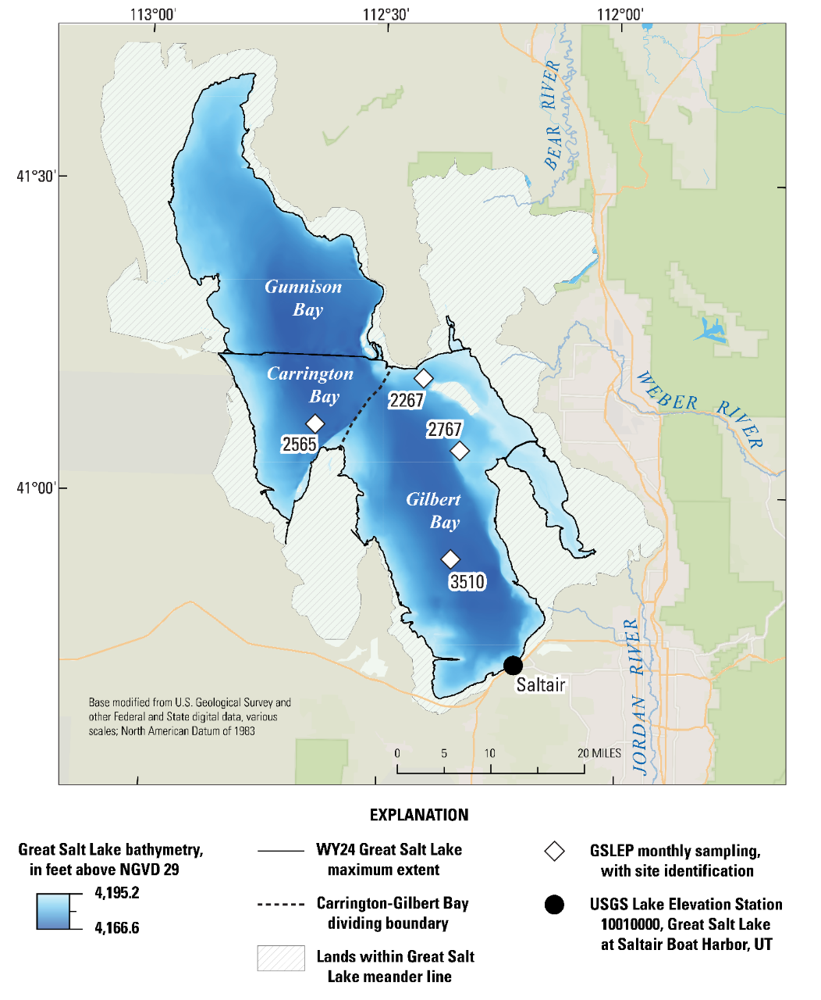 113°00'
112°30'
112°00'
41°30'
41°00'
BEAR RIVER
Gunnison
Bay
Carrington
Bay
2267
2565
2767
WEBER RIVER
Gilbert
Bay
3510
Saltair
JORDAN RIVER
Base modified from U.S. Geological Survey and
other Federal and State digital data, various
scales; North American Datum of 1983
0 5 10 20 MILES
EXPLANATION
Great Salt Lake bathymetry,
in feet above NGVD 29
4,195.2
4,166.6
WY24 Great Salt Lake
maximum extent
Carrington-Gilbert Bay
dividing boundary
Lands within Great Salt
Lake meander line
GSLEP monthly sampling,
with site identification
USGS Lake Elevation Station
10010000, Great Salt Lake
at Saltair Boat Harbor, UT